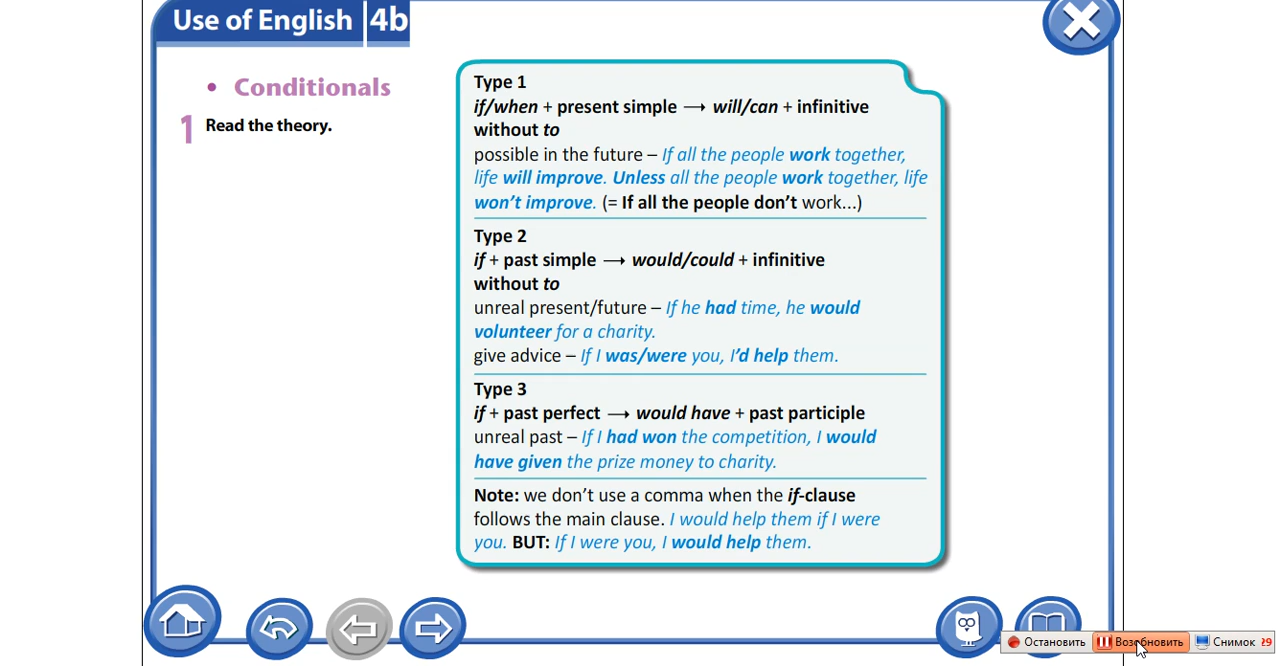 Use of English 4b
• Conditionals
1 Read the theory.
Type 1
if/when + present simple → will/can + infinitive
without to
possible in the future – If all the people work together,
life will improve. Unless all the people work together, life
won't improve. (= If all the people don't work...)
Type 2
if + past simple → would/could + infinitive
without to
unreal present/future – If he had time, he would
volunteer for a charity.
give advice – If I was/were you, I'd help them.
Type 3
if + past perfect → would have + past participle
unreal past – If I had won the competition, I would
have given the prize money to charity.
Note: we don't use a comma when the if-clause
follows the main clause. I would help them if I were
you. BUT: If I were you, I would help them.
Остановить Возобновить Снимок